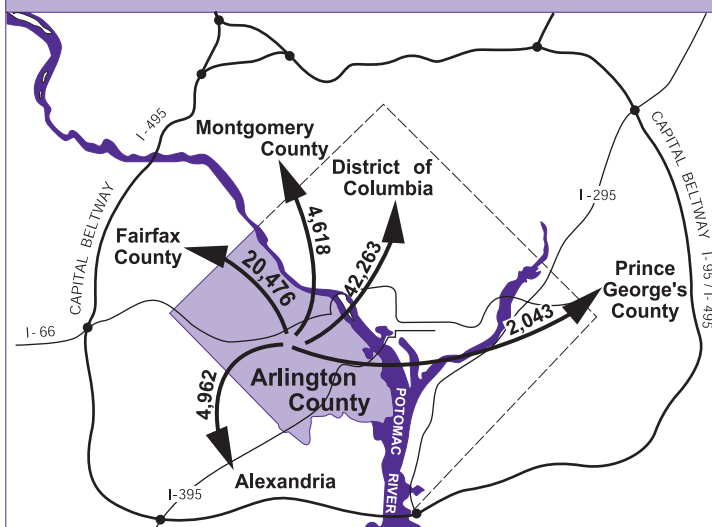 I-495
Montgomery
County
District of
Columbia
CAPITAL BELTWAY
I-295
4,618
42,263
Fairfax
County
20,476
CAPITAL BELTWAY
Prince
George's
County
I-95 / I-495
2,043
I-66
4,962
Arlington
County
POTOMAC
RIVER
Alexandria
I-395